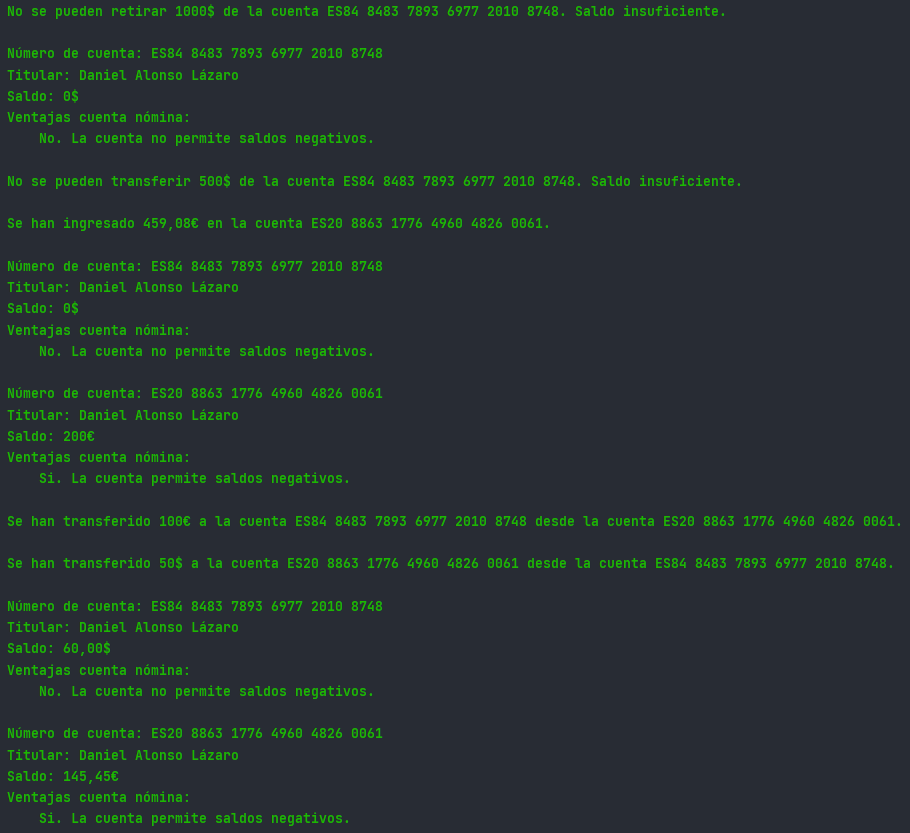 No se pueden retirar 1000$ de la cuenta ES84 8483 7893 6977 2010 8748. Saldo insuficiente.
Número de cuenta: ES84 8483 7893 6977 2010 8748
Titular: Daniel Alonso Lázaro
Saldo: 0$
Ventajas cuenta nómina:
No. La cuenta no permite saldos negativos.
No se pueden transferir 500$ de la cuenta ES84 8483 7893 6977 2010 8748. Saldo insuficiente.
Se han ingresado 459,08€ en la cuenta ES20 8863 1776 4960 4826 0061.
Número de cuenta: ES84 8483 7893 6977 2010 8748
Titular: Daniel Alonso Lázaro
Saldo: 0$
Ventajas cuenta nómina:
No. La cuenta no permite saldos negativos.
Número de cuenta: ES20 8863 1776 4960 4826 0061
Titular: Daniel Alonso Lázaro
Saldo: 200€
Ventajas cuenta nómina:
Si. La cuenta permite saldos negativos.
Se han transferido 100€ a la cuenta ES84 8483 7893 6977 2010 8748 desde la cuenta ES20 8863 1776 4960 4826 0061.
Se han transferido 50$ a la cuenta ES20 8863 1776 4960 4826 0061 desde la cuenta ES84 8483 7893 6977 2010 8748.
Número de cuenta: ES84 8483 7893 6977 2010 8748
Titular: Daniel Alonso Lázaro
Saldo: 60,00$
Ventajas cuenta nómina:
No. La cuenta no permite saldos negativos.
Número de cuenta: ES20 8863 1776 4960 4826 0061
Titular: Daniel Alonso Lázaro
Saldo: 145,45€
Ventajas cuenta nómina:
Si. La cuenta permite saldos negativos.